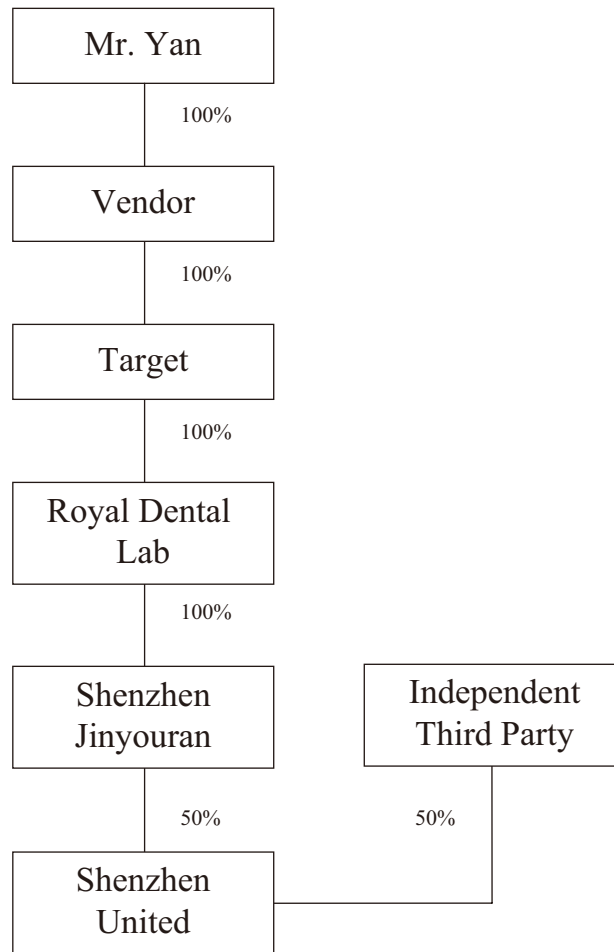 Mr. Yan
100%
Vendor
100%
Target
100%
Royal Dental
Lab
100%
Shenzhen
Jinyouran
Independent
Third Party
50%
50%
Shenzhen
United